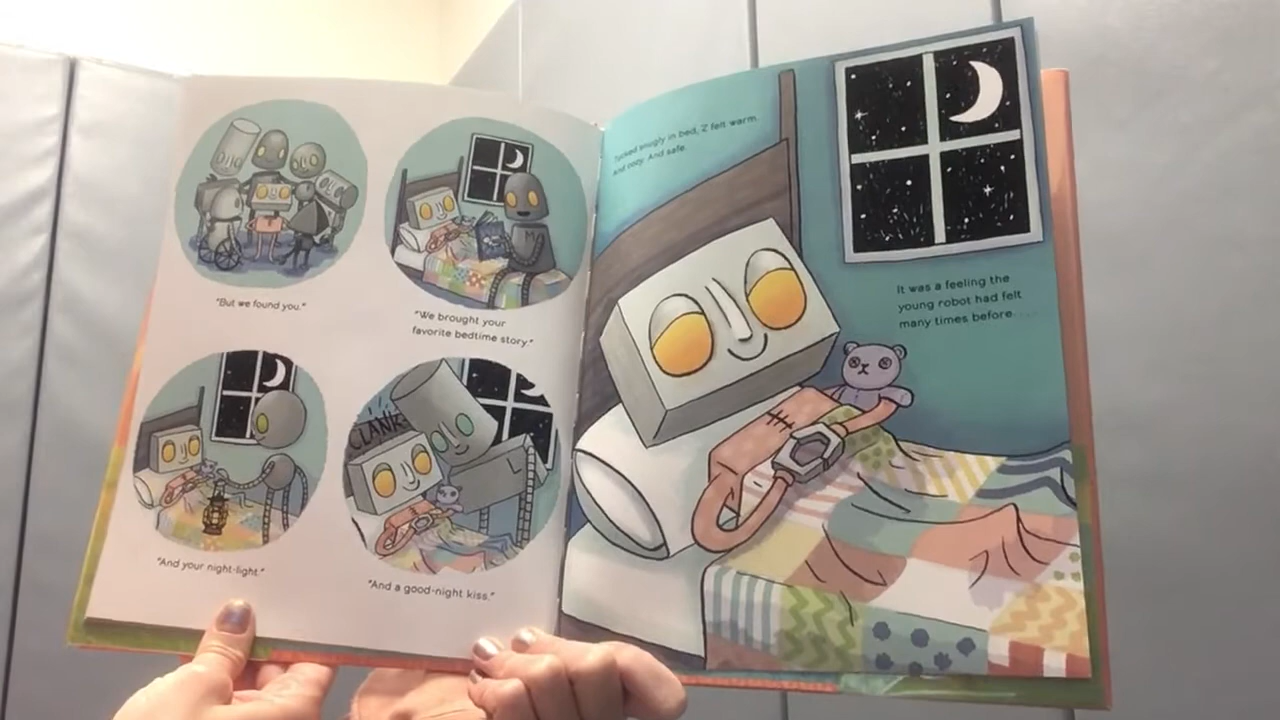 "But we found you."
"We brought your
favorite bedtime story."
CLANK
"And your night-light."
"And a good-night kiss."
M
L
Tucked snugly in bed, Z felt warm.
And cozy. And safe.
It was a feeling the
young robot had felt
many times before....